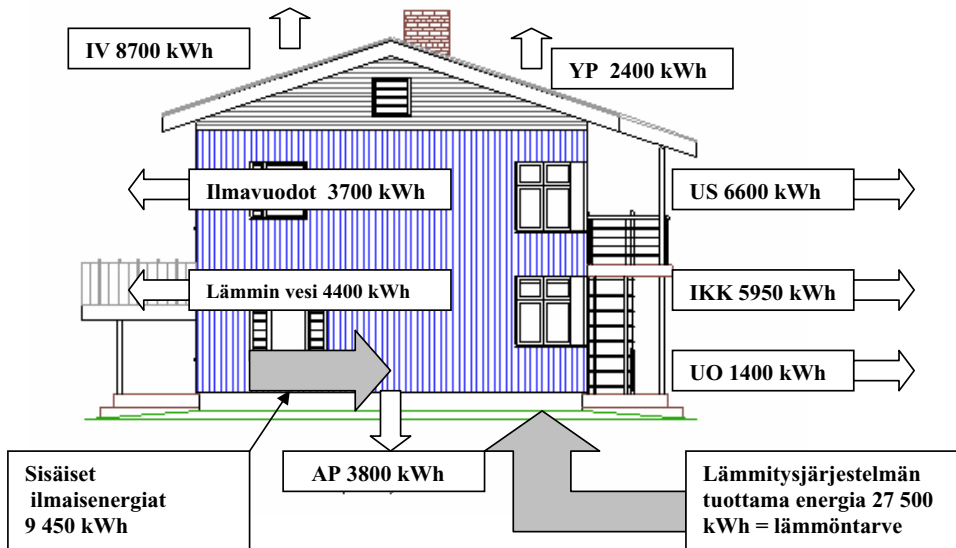 IV 8700 kWh
YP 2400 kWh
Ilmavuodot 3700 kWh
US 6600 kWh
Lämmin vesi 4400 kWh
IKK 5950 kWh
UO 1400 kWh
Sisäiset
ilmaisenergiat
9 450 kWh
AP 3800 kWh
Lämmitysjärjestelmän
tuottama energia 27 500
kWh = lämmöntarve